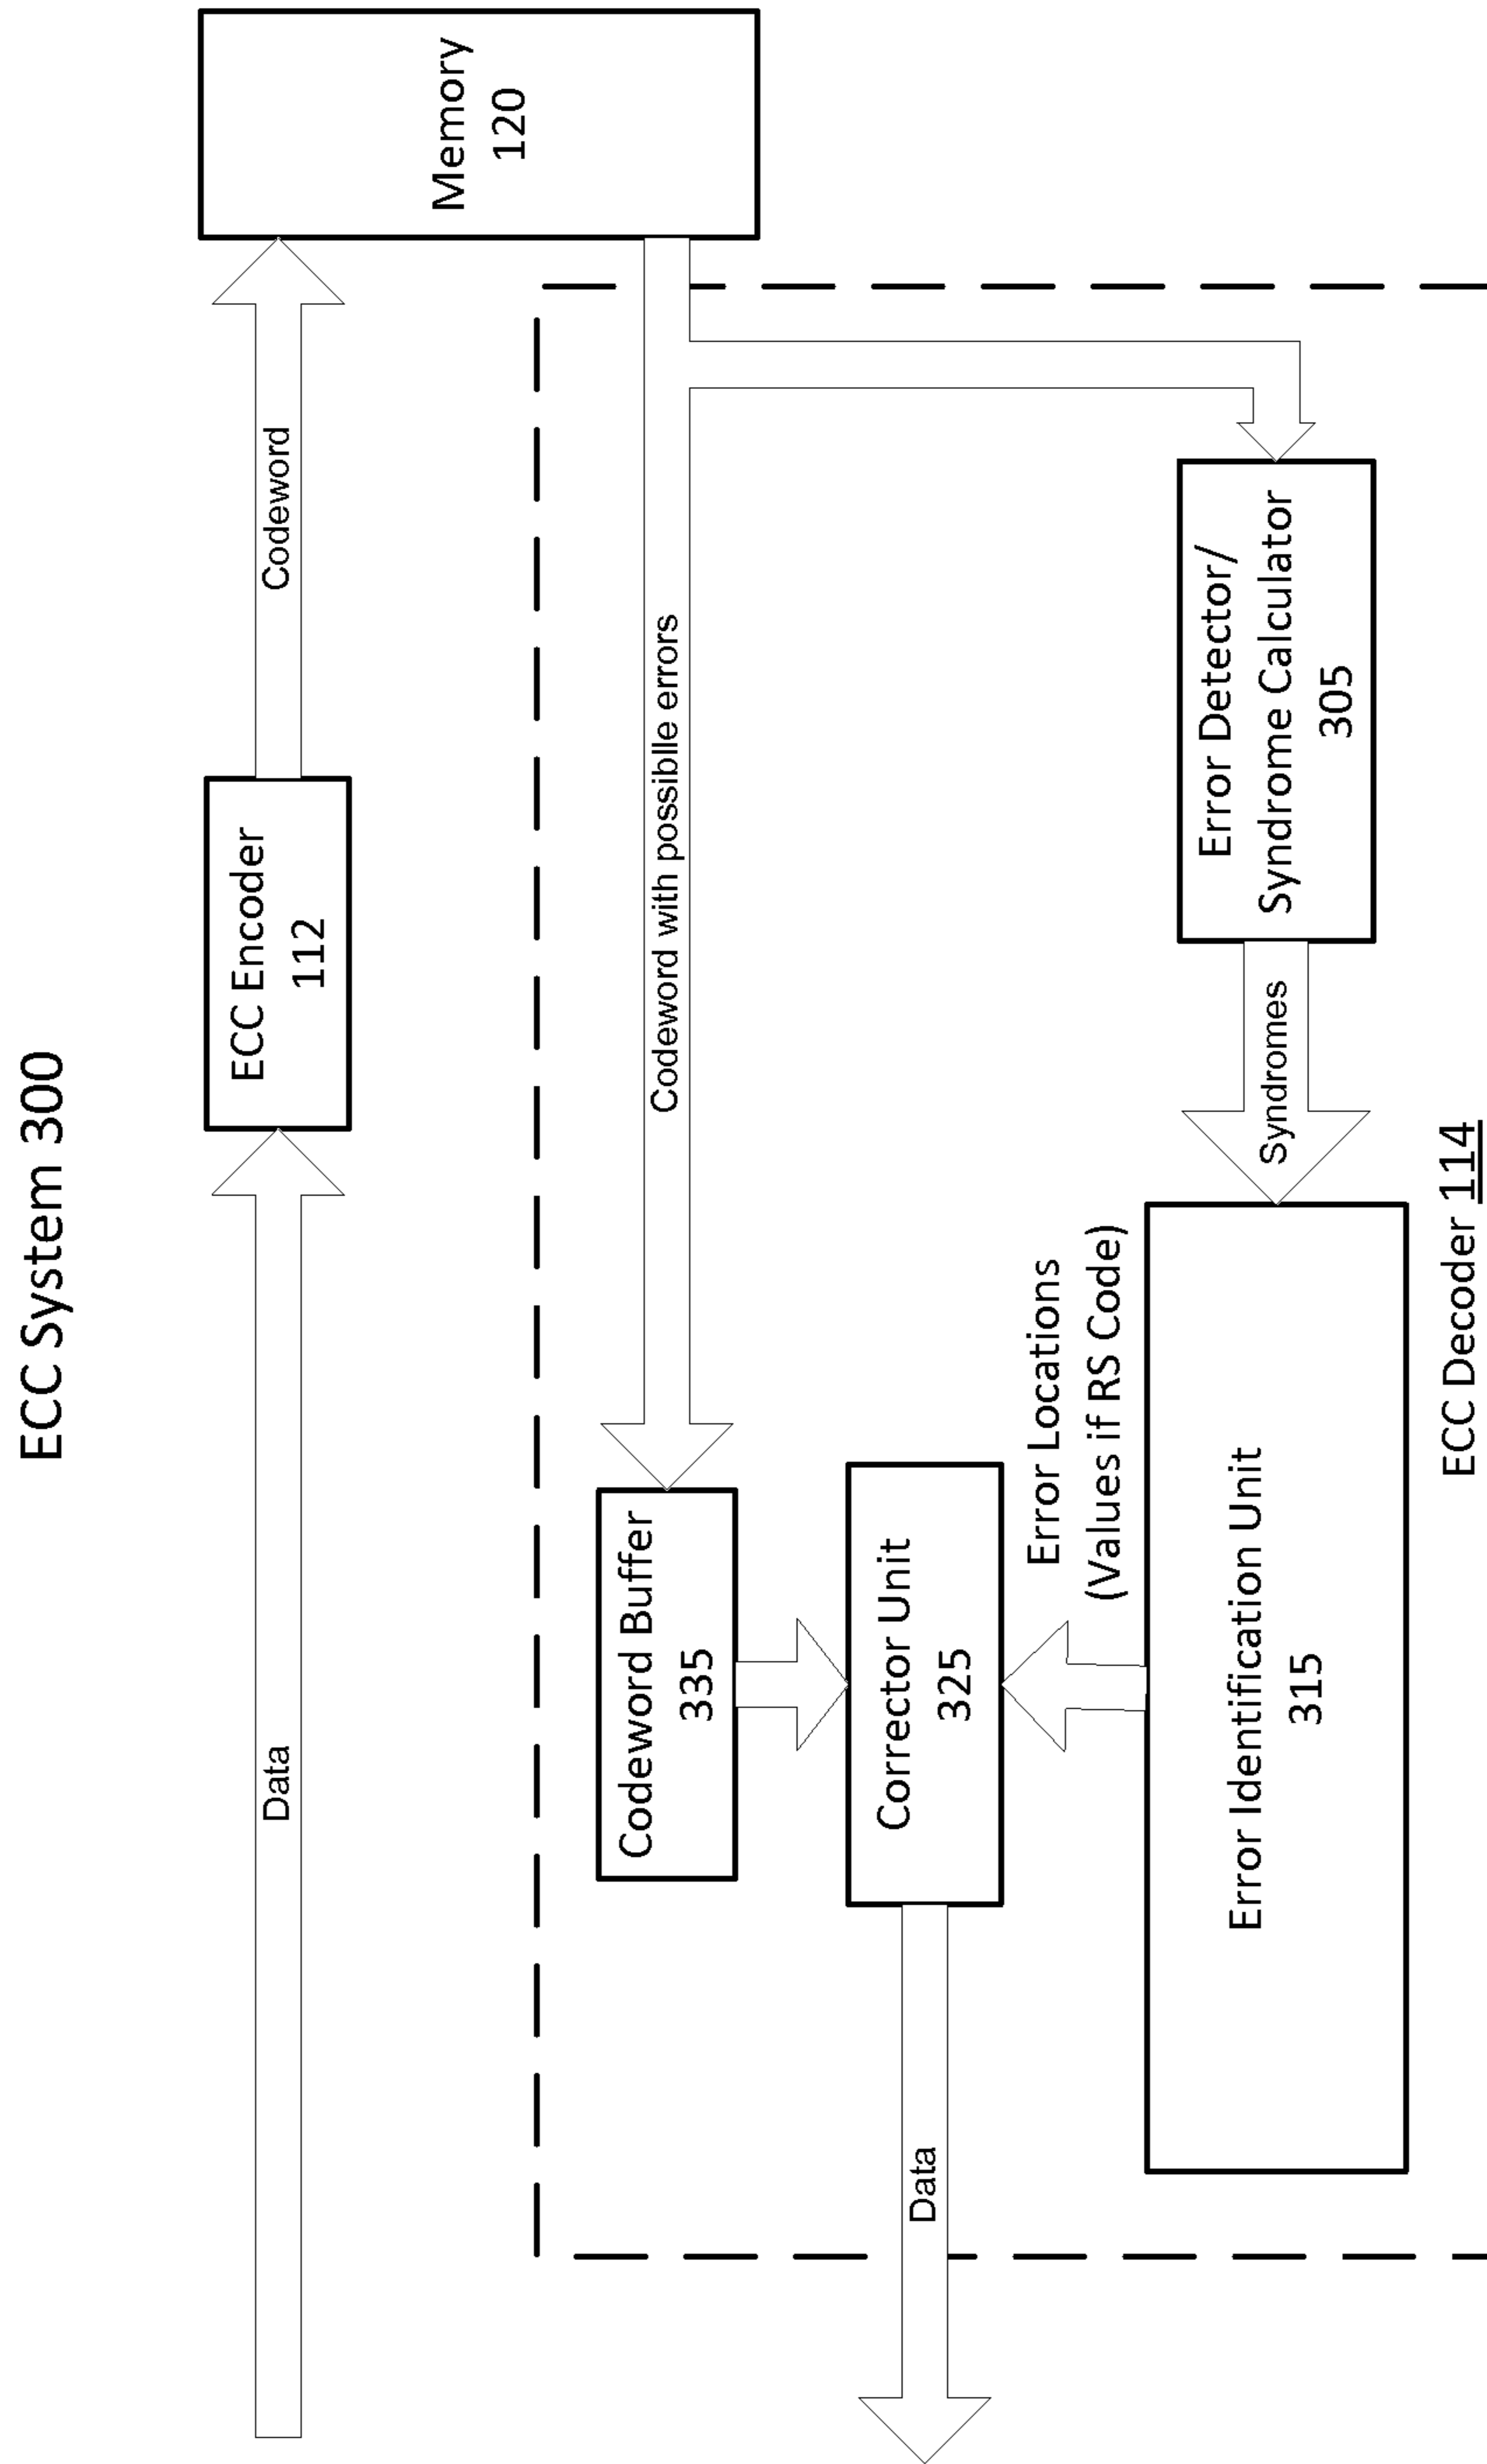 ECC System 300
Data
ECC Encoder
112
Codeword
Memory
120
Codeword with possiblle errors
Codeword Buffer
335
Data
Corrector Unit
325
Error Locations
(Values if RS Code)
Error Identification Unit
315
Syndromes
Error Detector/
Syndrome Calculator
305
ECC Decoder 114